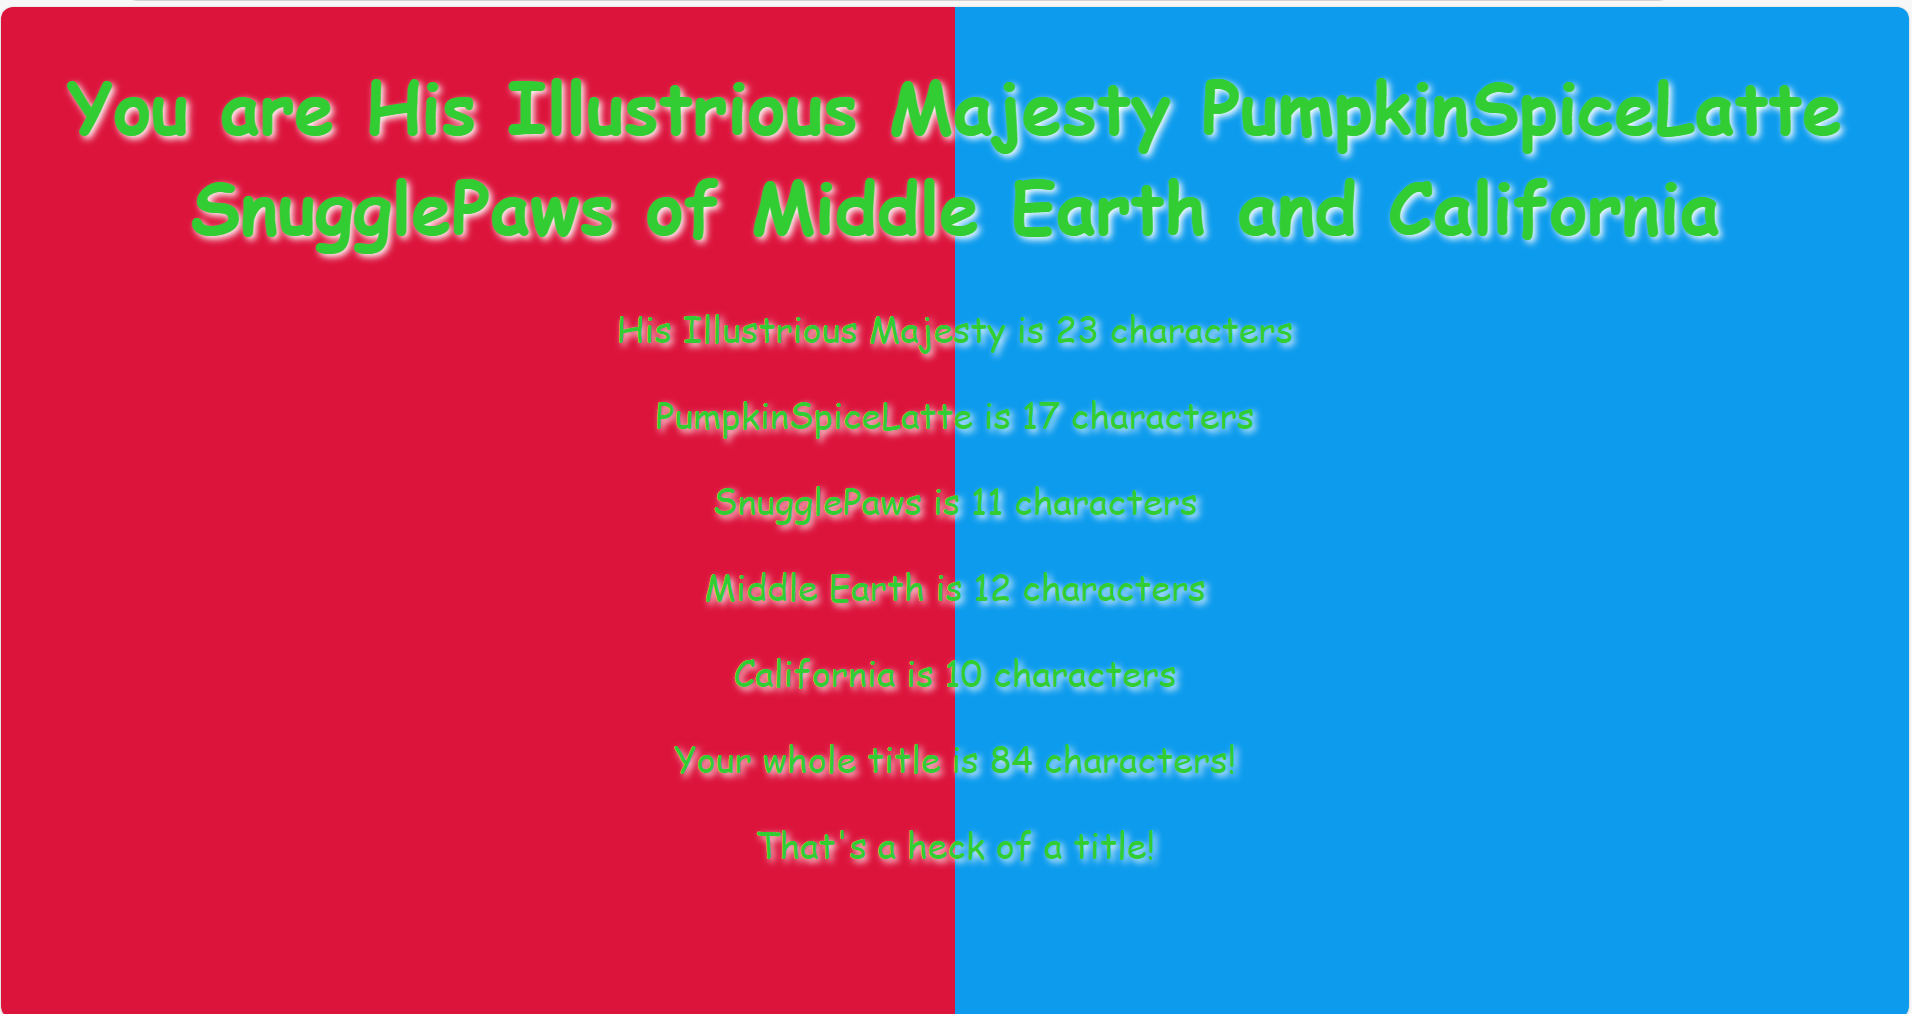 You are His Illustrious Majesty PumpkinSpiceLatte
SnugglePaws of Middle Earth and California
His Illustrious Majesty is 23 characters
PumpkinSpiceLatte is 17 characters
SnugglePaws is 11 characters
Middle Earth is 12 characters
California is 10 characters
Your whole title is 84 characters!
That's a heck of a title!